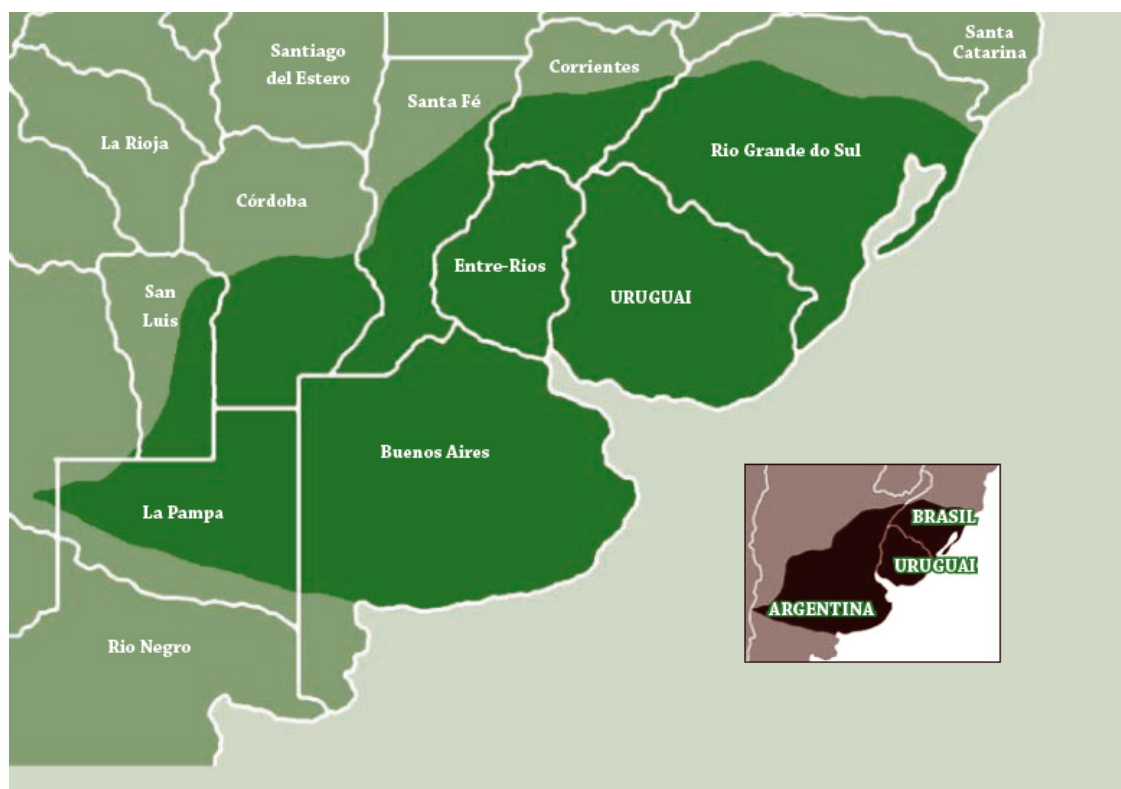 Santa
Catarina
Santiago
del Estero
Corrientes
Santa Fé
La Rioja
Rio Grande do Sul
Córdoba
Entre-Rios
San
Luis
URUGUAI
Buenos Aires
La Pampa
Rio Negro
BRASIL
URUGUAI
ARGENTINA